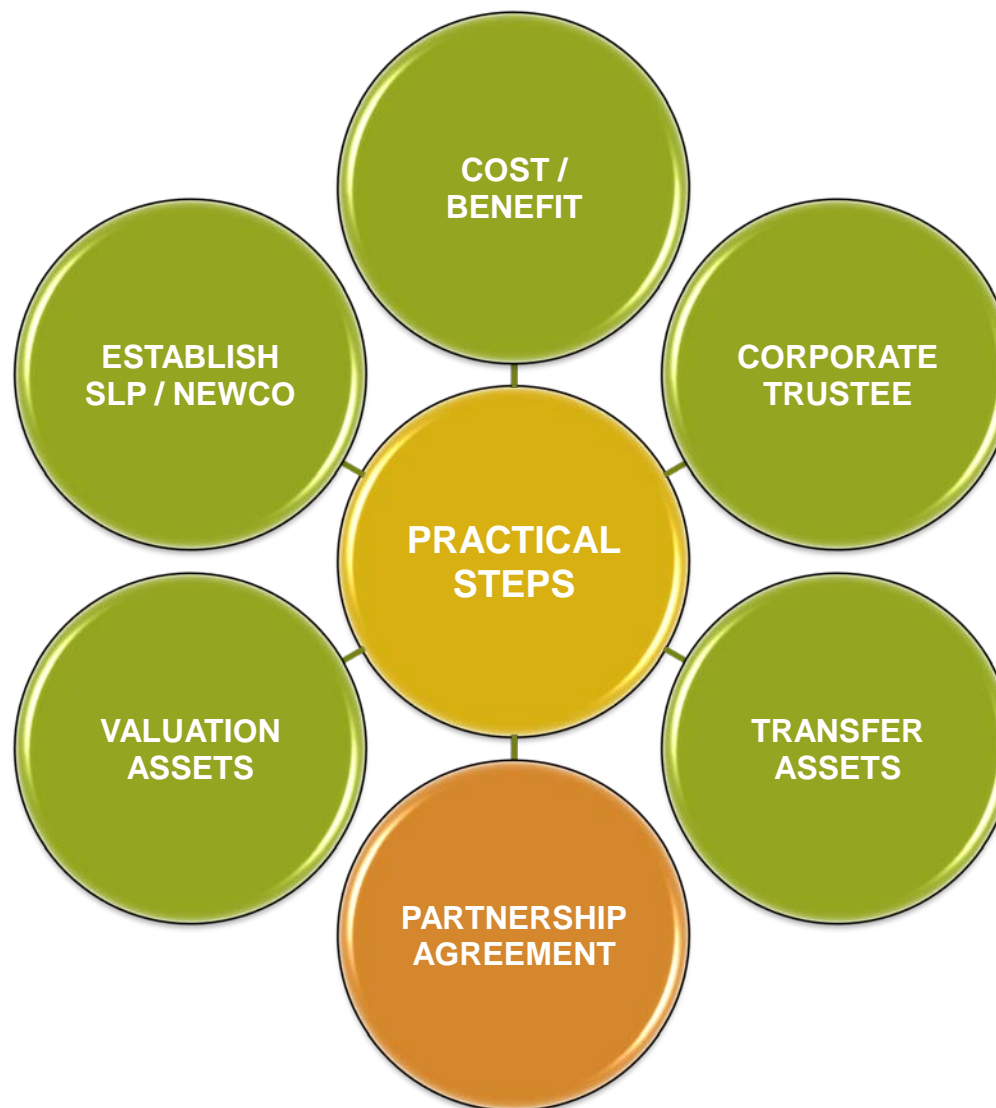 COST /
BENEFIT
ESTABLISH
SLP / NEWCO
CORPORATE
TRUSTEE
PRACTICAL
STEPS
VALUATION
ASSETS
TRANSFER
ASSETS
PARTNERSHIP
AGREEMENT